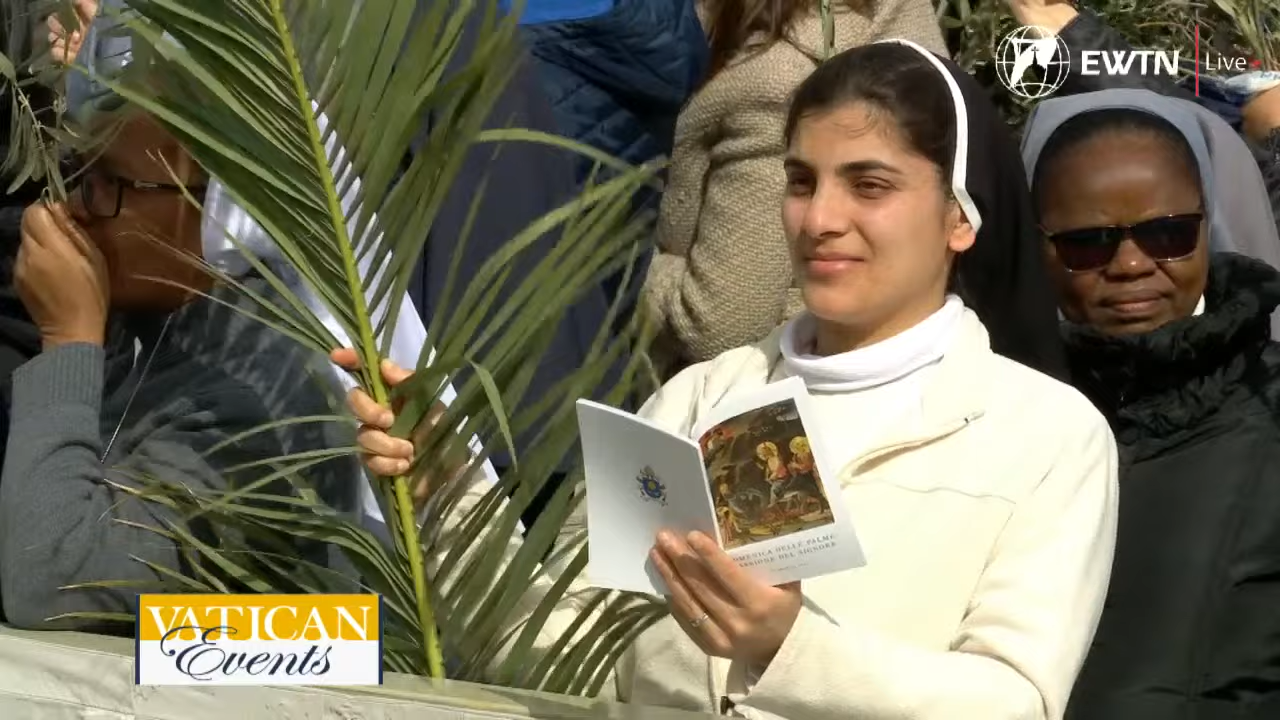 EWTN Live
DOMENICA DELLE PALME
PASSIONE DEL SIGNORE
VATICAN
Events